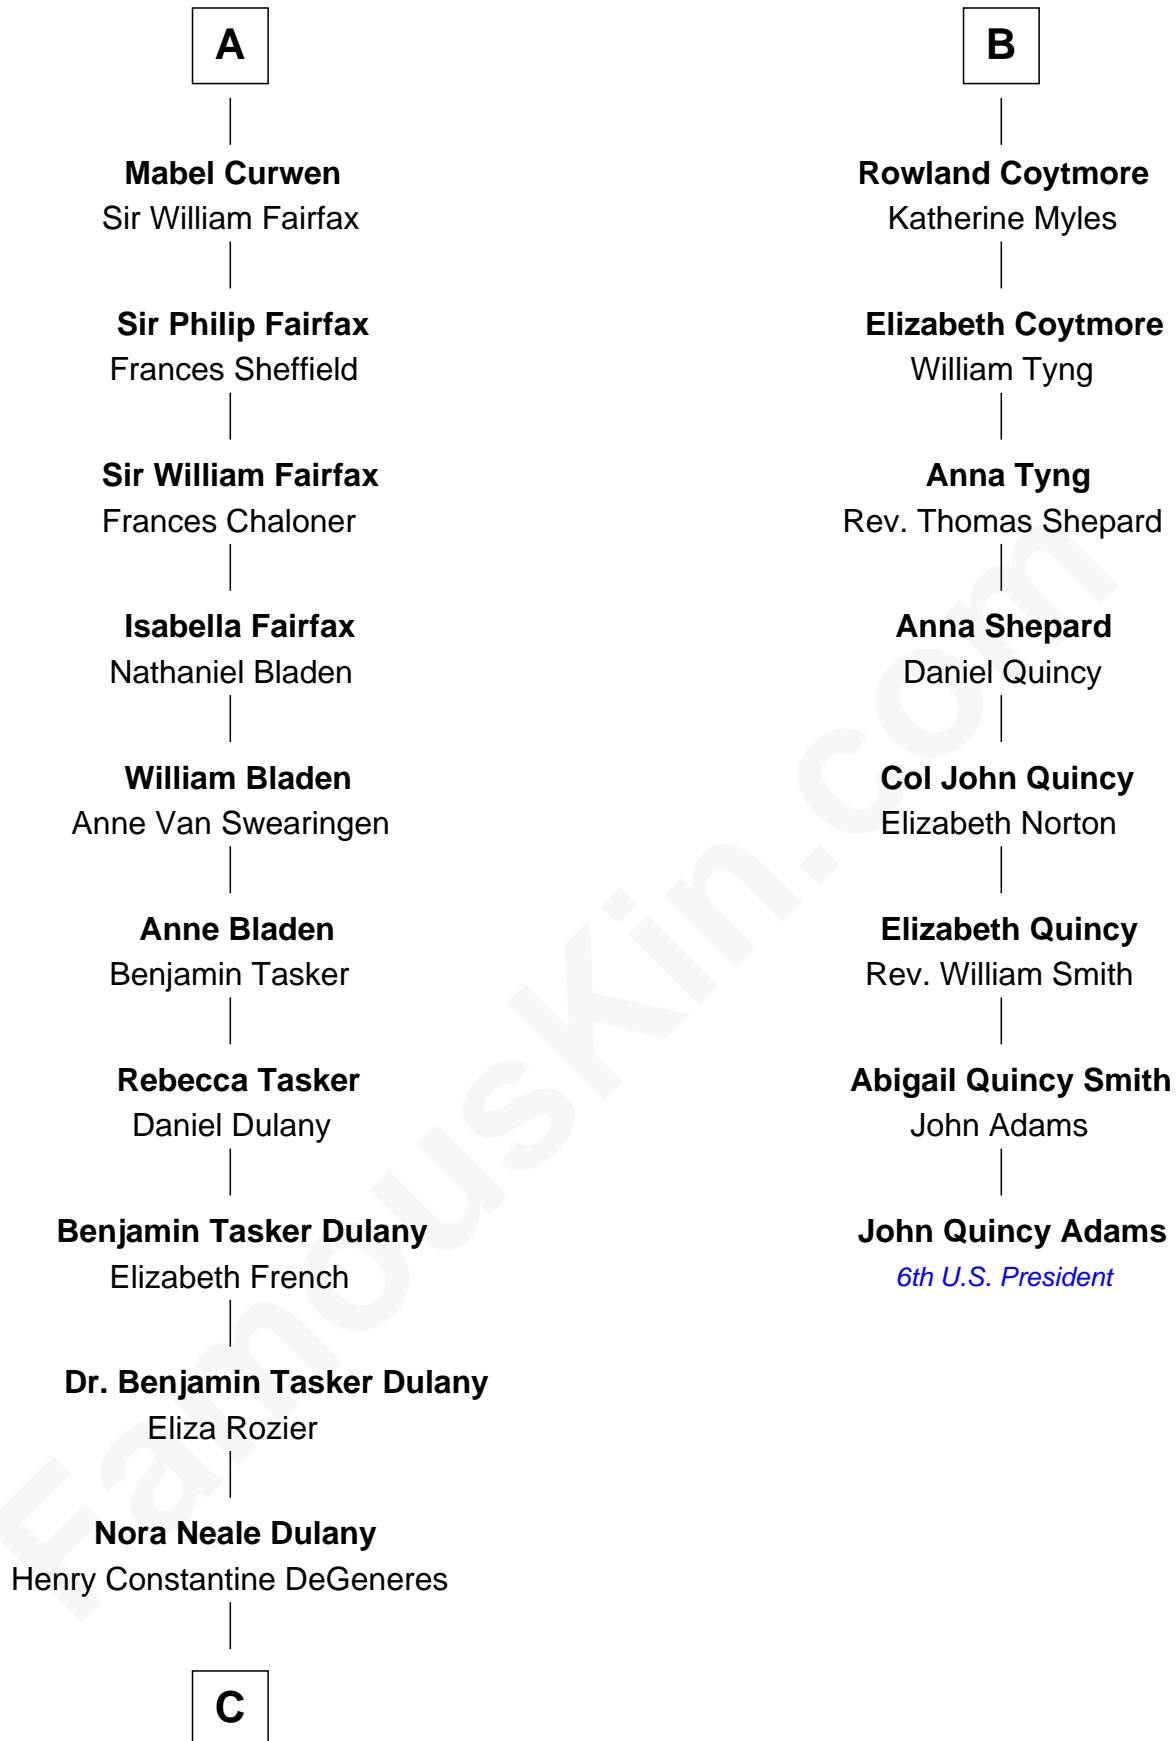 A
Mabel Curwen
Sir William Fairfax
Sir Philip Fairfax
Frances Sheffield
Sir William Fairfax
Frances Chaloner
Isabella Fairfax
Nathaniel Bladen
William Bladen
Anne Van Swearingen
Anne Bladen
Benjamin Tasker
Rebecca Tasker
Daniel Dulany
Benjamin Tasker Dulany
Elizabeth French
Dr. Benjamin Tasker Dulany
Eliza Rozier
Nora Neale Dulany
Henry Constantine DeGeneres
C
B
Rowland Coytmore
Katherine Myles
Elizabeth Coytmore
William Tyng
Anna Tyng
Rev. Thomas Shepard
Anna Shepard
Daniel Quincy
Col John Quincy
Elizabeth Norton
Elizabeth Quincy
Rev. William Smith
Abigail Quincy Smith
John Adams
John Quincy Adams
6th U.S. President
FamousKin.com